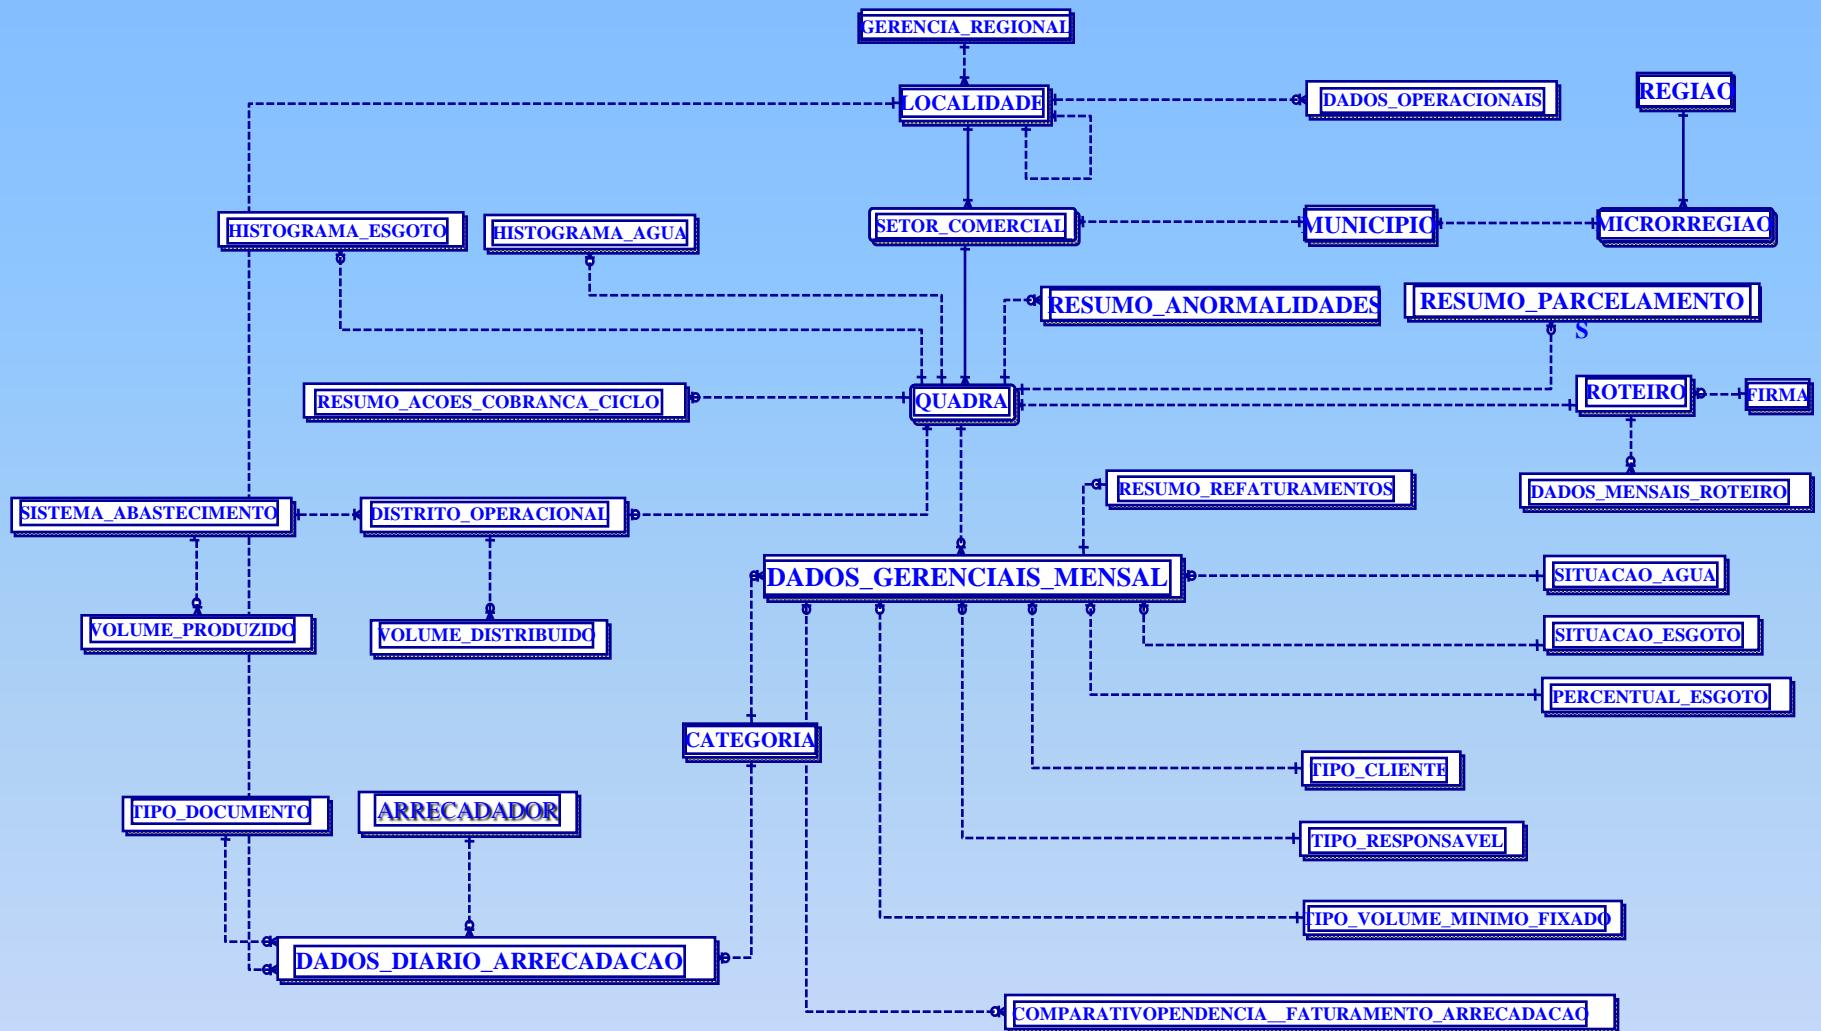 GERENCIA_REGIONAL
LOCALIDADE
DADOS_OPERACIONAIS
REGIAO
HISTOGRAMA_ESGOTO
HISTOGRAMA_AGUA
SETOR_COMERCIAL
MUNICIPIO
MICRORREGIAO
RESUMO_ANORMALIDADES
RESUMO_PARCELAMENTO
S
RESUMO_ACOES_COBRANCA_CICLO
QUADRA
ROTEIRO
FIRMA
RESUMO_REFATURAMENTOS
DADOS_MENSAIS_ROTEIRO
SISTEMA_ABASTECIMENTO
DISTRITO_OPERACIONAL
DADOS_GERENCIAIS_MENSAL
SITUACAO_AGUA
VOLUME_PRODUZIDO
VOLUME_DISTRIBUIDO
SITUACAO_ESGOTO
PERCENTUAL_ESGOTO
CATEGORIA
TIPO_CLIENTE
TIPO_DOCUMENTO
ARRECADADOR
TIPO_RESPONSAVEL
TIPO_VOLUME_MINIMO_FIXADO
DADOS_DIARIO_ARRECADACAO
COMPARATIVOPENDENCIA__FATURAMENTO_ARRECADACAO